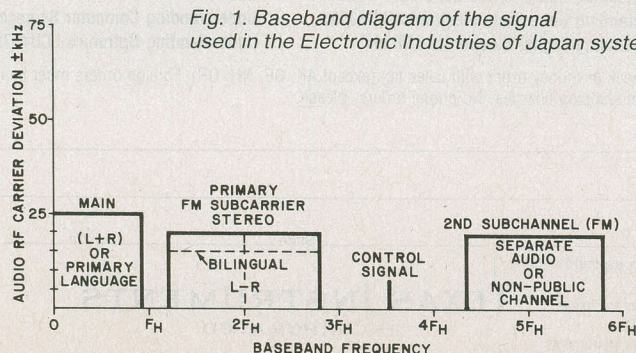 Fig. 1. Baseband diagram of the signal
used in the Electronic Industries of Japan syste
AUDIO RF CARRIER DEVIATION ±kHz
75
50
25
MAIN
(L+R)
OR
PRIMARY
LANGUAGE
PRIMARY
FM SUBCARRIER
STEREO
BILINGUAL
L–R
CONTROL
SIGNAL
2ND SUBCHANNEL (FM)
SEPARATE
AUDIO
OR
NON-PUBLIC
CHANNEL
0 FH 2FH 3FH 4FH 5FH 6FH
BASEBAND FREQUENCY